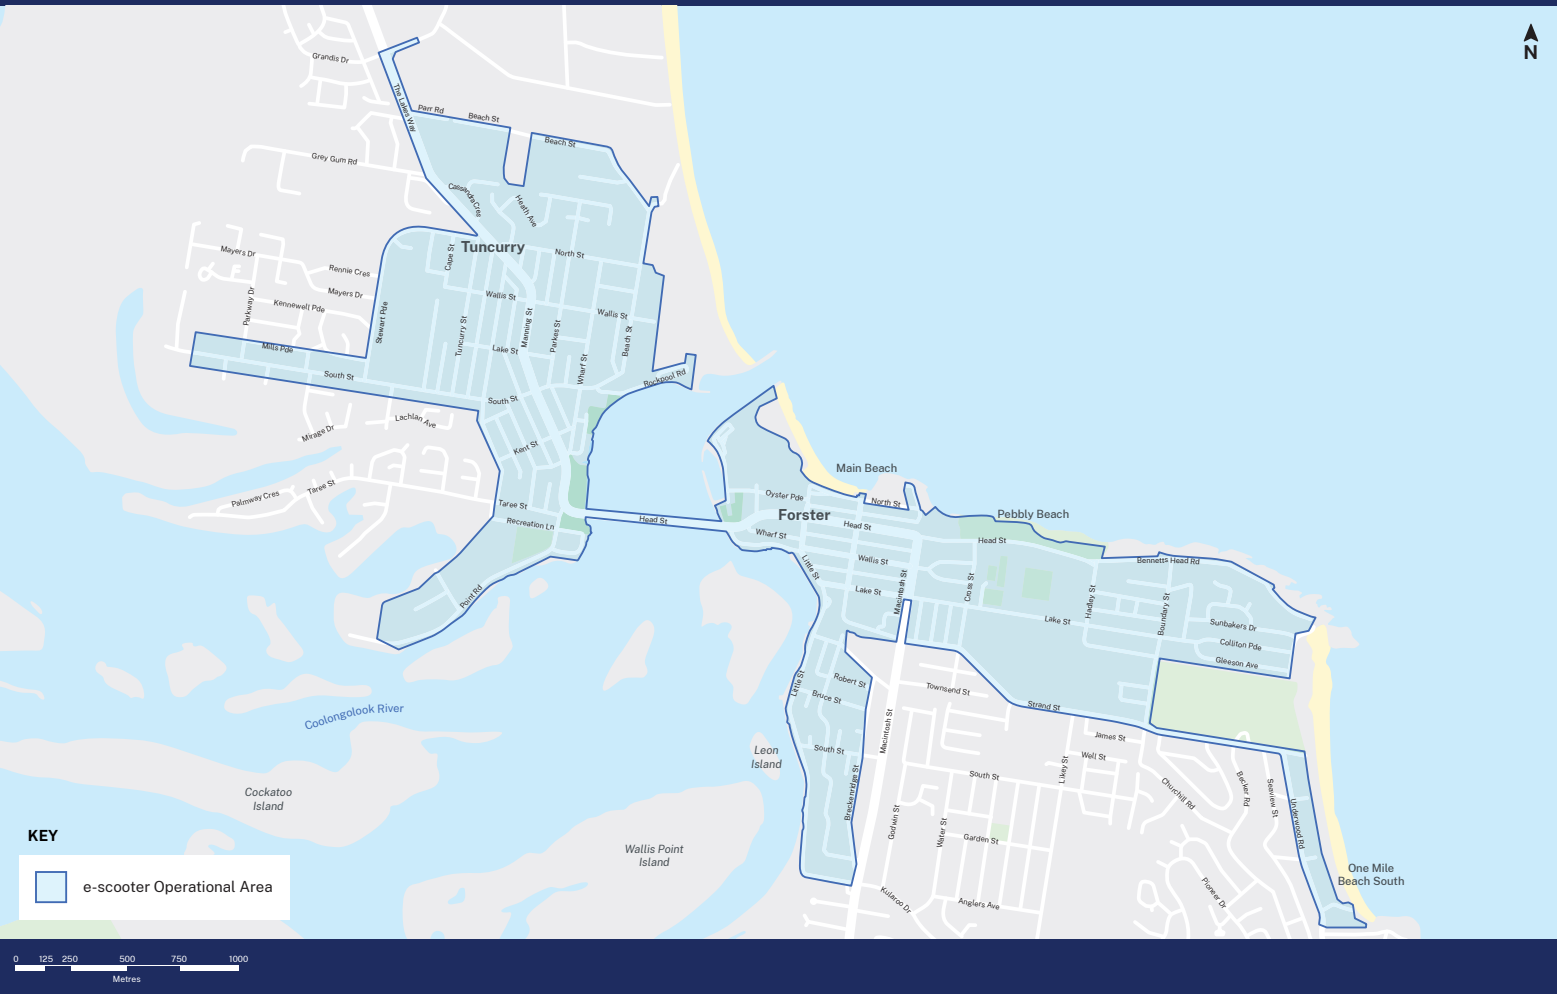 N
Grandis Dr
The Lakes Way
Parr Rd
Beach St
Beach St
Grey Gum Rd
Cassandra Cres
Heath Ave
Tuncurry
Cape St
North St
Mayers Dr
Rennie Cres
Mayers Dr
Parkway Dr
Kennewell Pde
Stewart Pde
Wallis St
Wallis St
Tuncurry St
Manning St
Parkes St
Beach St
Mills Pde
Lake St
Wharf St
South St
Rockpool Rd
South St
Lachlan Ave
Mirage Dr
Kent St
Main Beach
Palmway Cres
Taree St
Taree St
Recreation Ln
Head St
Oyster Pde
North St
Forster
Pebbly Beach
Head St
Wharf St
Head St
Bennetts Head Rd
Little St
Wallis St
Lake St
Macintosh St
Cross St
Hadley St
Boundary St
Point Rd
Lake St
Sunbakers Dr
Colliton Pde
Gleeson Ave
Little St
Robert St
Bruce St
Townsend St
Strand St
Coolongolook River
Macintosh St
James St
South St
Well St
Leon
Island
Likely St
South St
Churchill Rd
Becker Rd
Seaview St
Underwood Rd
Breckenridge St
Cockatoo
Island
Godwin St
Water St
Garden St
Wallis Point
Island
One Mile
Beach South
Pioneer Dr
Kularoo Dr
Anglers Ave
KEY
e-scooter Operational Area
0 125 250 500 750 1000
Metres